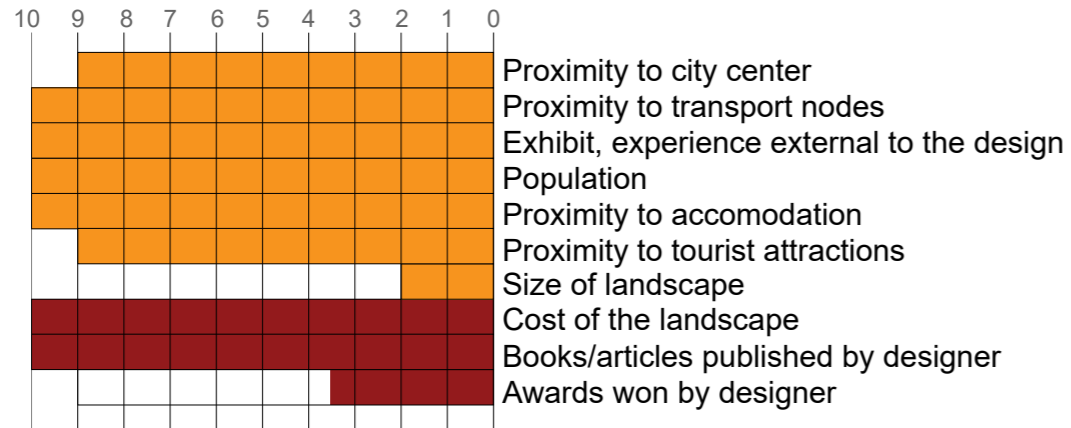 10 9 8 7 6 5 4 3 2 1 0
Proximity to city center
Proximity to transport nodes
Exhibit, experience external to the design
Population
Proximity to accomodation
Proximity to tourist attractions
Size of landscape
Cost of the landscape
Books/articles published by designer
Awards won by designer